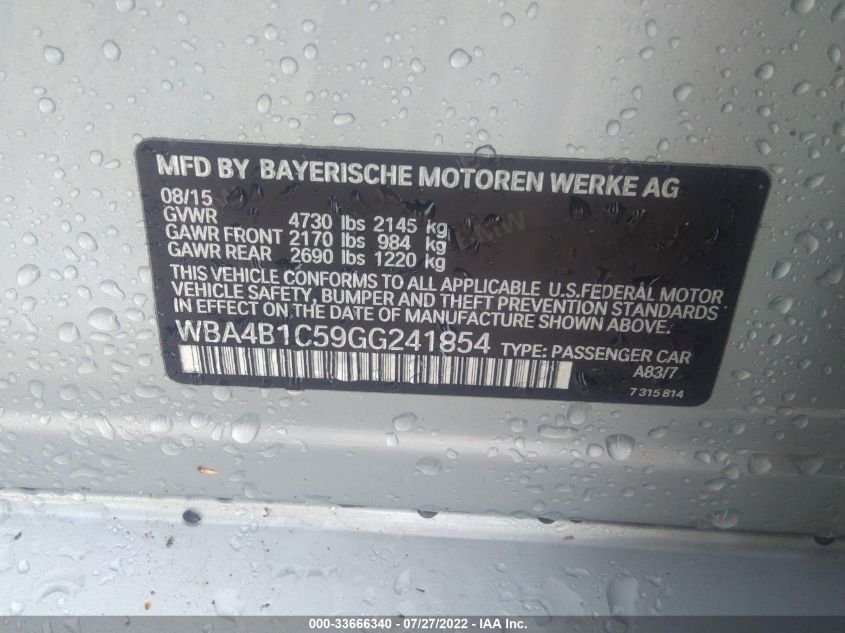 MFD BY BAYERISCHE MOTOREN WERKE AG
08/15
GVWR 4730 lbs 2145 kg
GAWR FRONT 2170 lbs 984 kg
GAWR REAR 2690 lbs 1220 kg
THIS VEHICLE CONFORMS TO ALL APPLICABLE U.S.FEDERAL MOTOR
VEHICLE SAFETY, BUMPER AND THEFT PREVENTION STANDARDS
IN EFFECT ON THE DATE OF MANUFACTURE SHOWN ABOVE.
WBA4B1C59GG241854 TYPE: PASSENGER CAR
A83/7
7 315 814
000-33666340 - 07/27/2022 - IAA Inc.